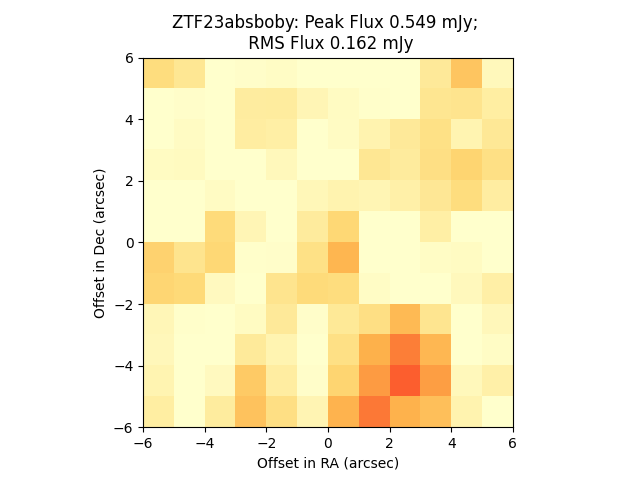 ZTF23absboby: Peak Flux 0.549 mJy;
RMS Flux 0.162 mJy
6
4
2
0
−2
−4
−6
Offset in Dec (arcsec)
−6 −4 −2 0 2 4 6
Offset in RA (arcsec)